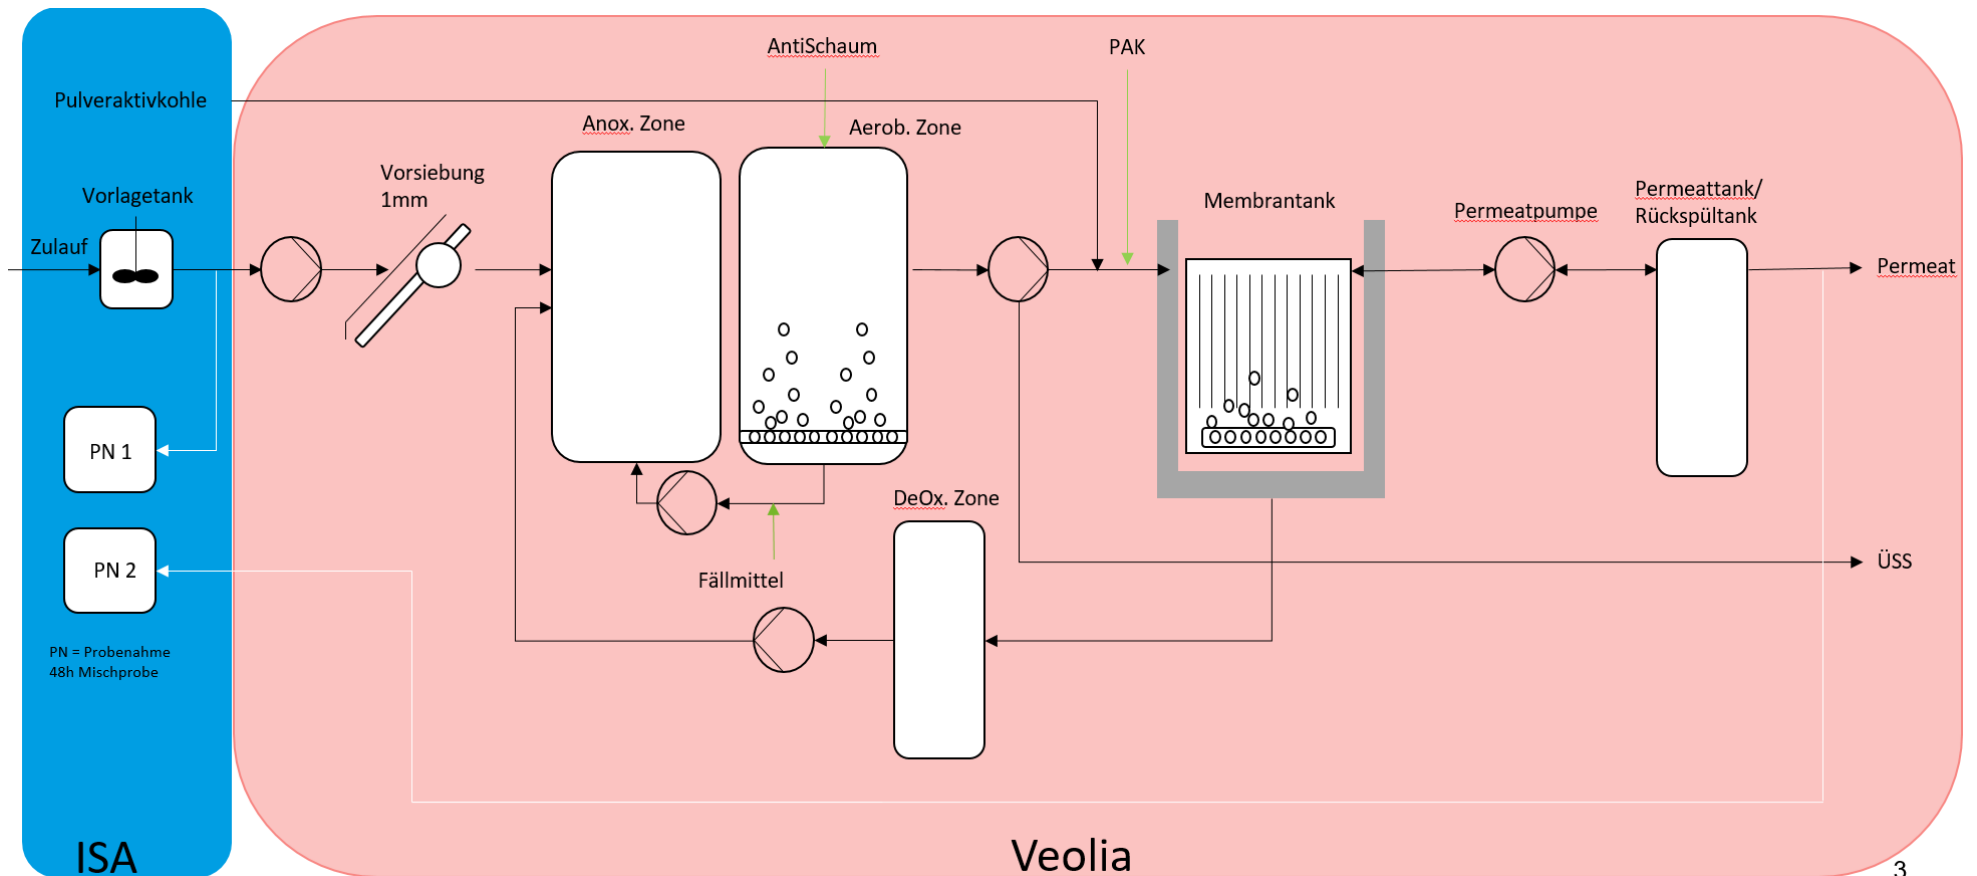 AntiSchaum
PAK
Pulveraktivkohle
Anox. Zone
Aerob. Zone
Vorsiebung
1mm
Vorlagetank
Zulauf
Membrantank
Permeatpumpe
Permeattank/
Rückspültank
Permeat
PN 1
DeOx. Zone
PN 2
Fällmittel
ÜSS
PN = Probenahme
48h Mischprobe
ISA
Veolia
3